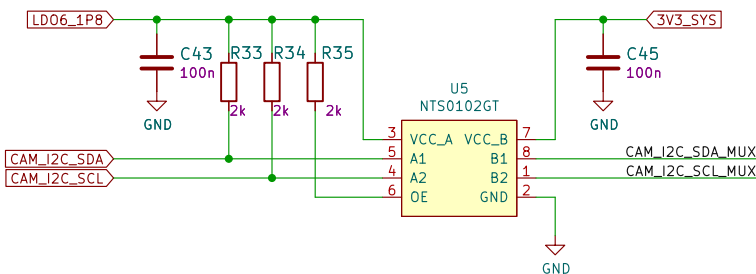 LDO6_1P8
3V3_SYS
C43
100n
R33
R34
R35
C45
100n
2k
2k
2k
GND
GND
U5
NTS0102GT
3
VCC_A
VCC_B
7
CAM_I2C_SDA
5
A1
B1
8
CAM_I2C_SDA_MUX
CAM_I2C_SCL
4
A2
B2
1
CAM_I2C_SCL_MUX
6
OE
GND
2
GND